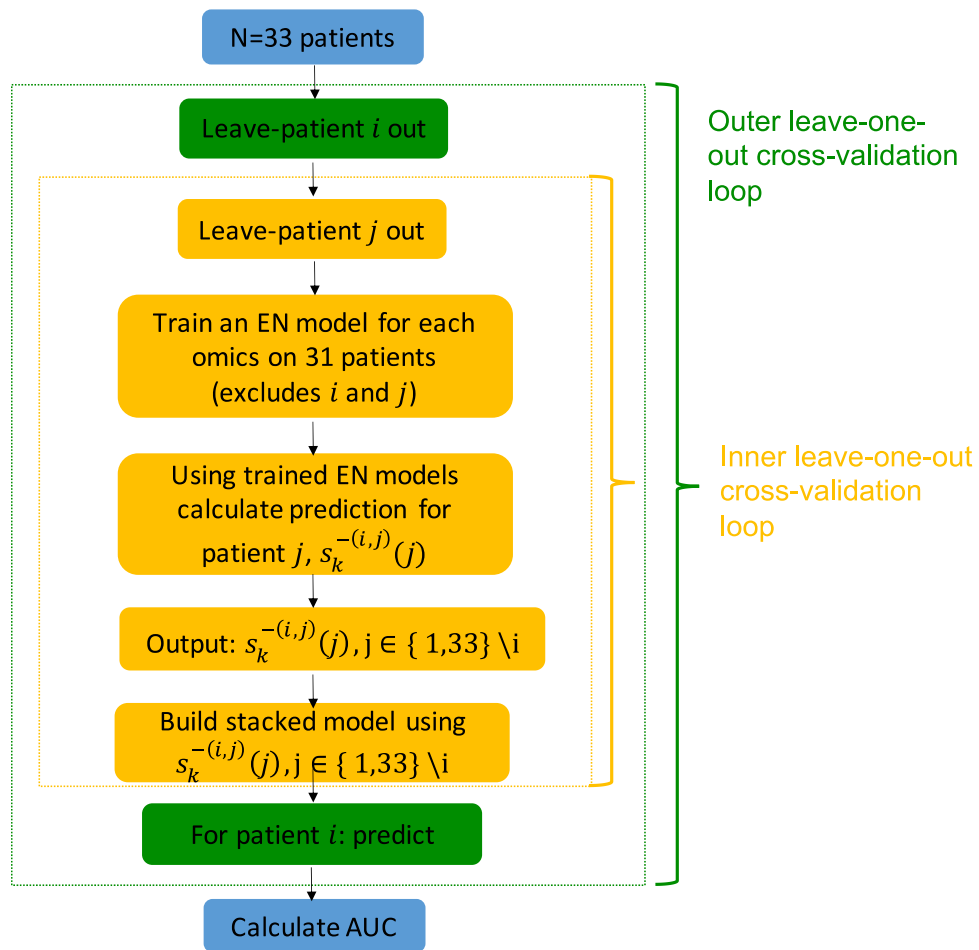 N=33 patients
Leave-patient i out
Outer leave-one-
out cross-validation
loop
Leave-patient j out
Train an EN model for each
omics on 31 patients
(excludes i and j)
Using trained EN models
calculate prediction for
patient j, s_k^{-(i,j)}(j)
Inner leave-one-out
cross-validation
loop
Output: s_k^{-(i,j)}(j), j ∈ { 1,33} \i
Build stacked model using
s_k^{-(i,j)}(j), j ∈ { 1,33} \i
For patient i: predict
Calculate AUC